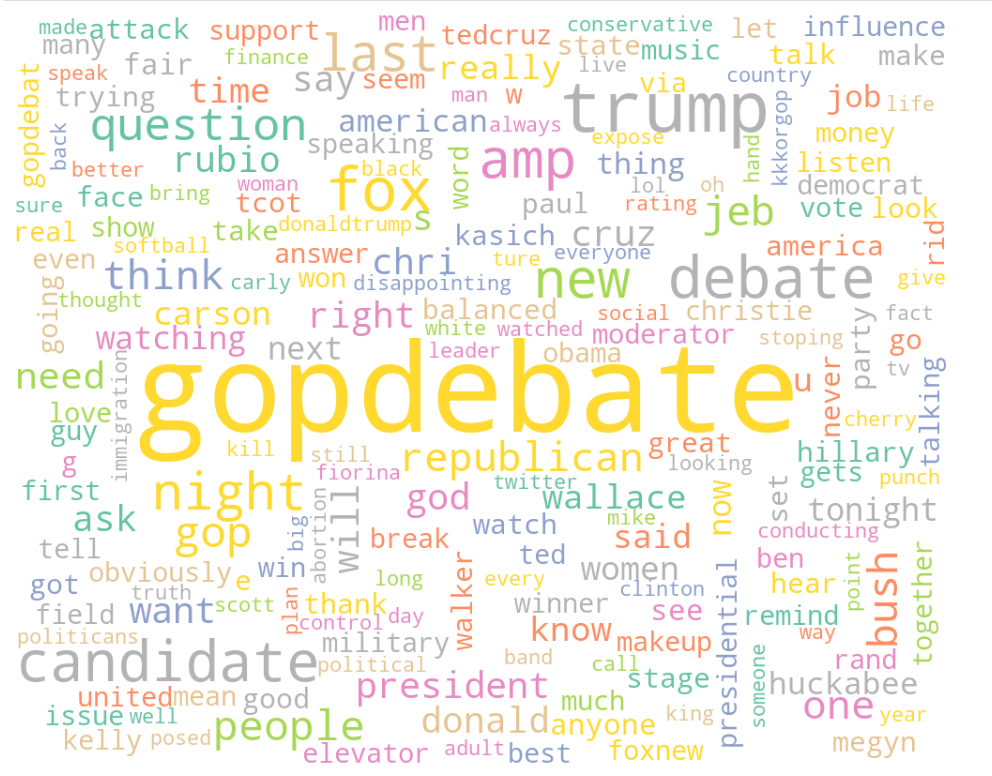 made
attack
support
men
tedcruz
conservative
let
influence
many
fair
finance
last
state
music
talk
make
gopdebat
speak
say
seem
really
live
via
country
trying
time
man
w
trump
job
life
back
question
american
always
expose
hand
kkkorgop
money
better
rubio
speaking
black
word
amp
thing
listen
sure
face
bring
woman
tcot
fox
s
paul
lol
oh
rating
jeb
democrat
vote
look
real
show
take
donaldtrump
kasich
cruz
softball
answer
chri
ture
everyone
america
rid
even
think
carly
won
disappointing
new
debate
give
going
thought
carson
right
balanced
social
christie
fact
watching
white
watched
moderator
stoping
party
go
next
leader
obama
tv
need
immigration
gopdebate
u
never
talking
love
cherry
guy
kill
still
republican
great
hillary
g
fiorina
looking
gets
punch
first
night
god
twitter
wallace
now
set
tonight
ask
gop
big
abortion
will
watch
mike
said
conducting
tell
break
ted
ben
obviously
e
win
long
walker
every
women
presidential
hear
point
bush
together
got
truth
clinton
want
scott
plan
thank
day
winner
see
remind
field
control
know
makeup
way
politicians
military
someone
candidate
political
band
call
stage
rand
huckabee
united
mean
good
president
much
one
issue
well
people
donald
anyone
king
year
kelly
posed
elevator
adult
best
foxnew
megyn